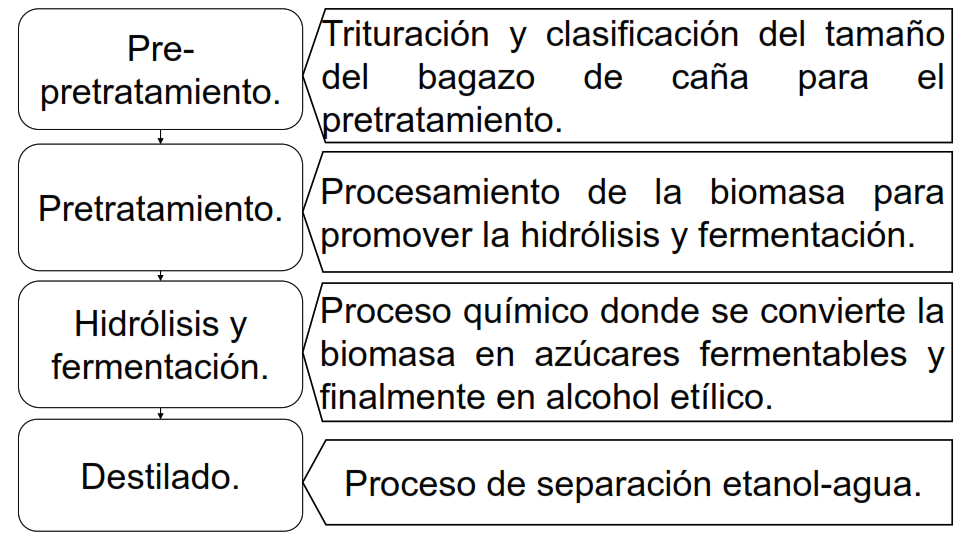 Pre-
pretratamiento.
Trituración y clasificación del tamaño
del bagazo de caña para el
pretratamiento.
Pretratamiento.
Procesamiento de la biomasa para
promover la hidrólisis y fermentación.
Hidrólisis y
fermentación.
Proceso químico donde se convierte la
biomasa en azúcares fermentables y
finalmente en alcohol etílico.
Destilado.
Proceso de separación etanol-agua.